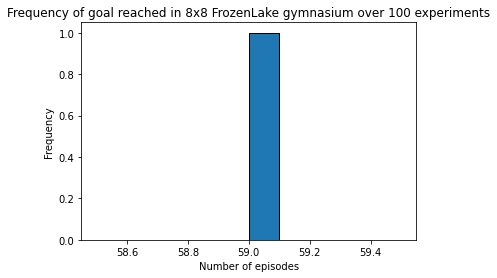 Frequency of goal reached in 8x8 FrozenLake gymnasium over 100 experiments
1.0
0.8
0.6
0.4
0.2
0.0
Frequency
58.6 58.8 59.0 59.2 59.4
Number of episodes